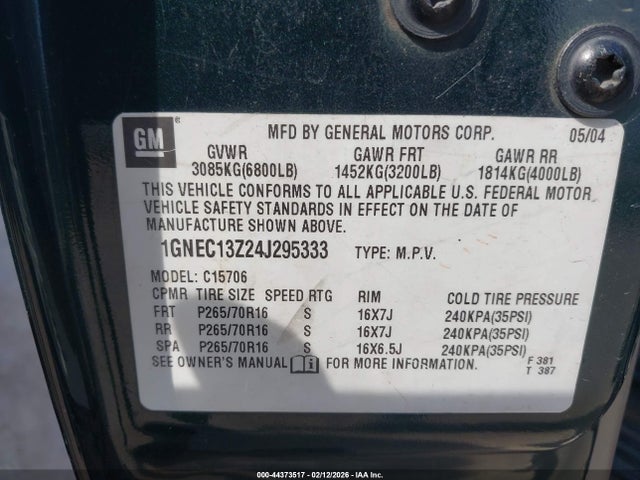 GM ®
MFD BY GENERAL MOTORS CORP. 05/04
GVWR GAWR FRT GAWR RR
3085KG(6800LB) 1452KG(3200LB) 1814KG(4000LB)
THIS VEHICLE CONFORMS TO ALL APPLICABLE U.S. FEDERAL MOTOR
VEHICLE SAFETY STANDARDS IN EFFECT ON THE DATE OF
MANUFACTURE SHOWN ABOVE.
1GNEC13Z24J295333 TYPE: M.P.V.
MODEL: C15706
CPMR TIRE SIZE SPEED RTG RIM COLD TIRE PRESSURE
FRT P265/70R16 S 16X7J 240KPA(35PSI)
RR P265/70R16 S 16X7J 240KPA(35PSI)
SPA P265/70R16 S 16X6.5J 240KPA(35PSI)
SEE OWNER'S MANUAL i FOR MORE INFORMATION. F 381
T 387
000-44373517 - 02/12/2026 - IAA Corp.